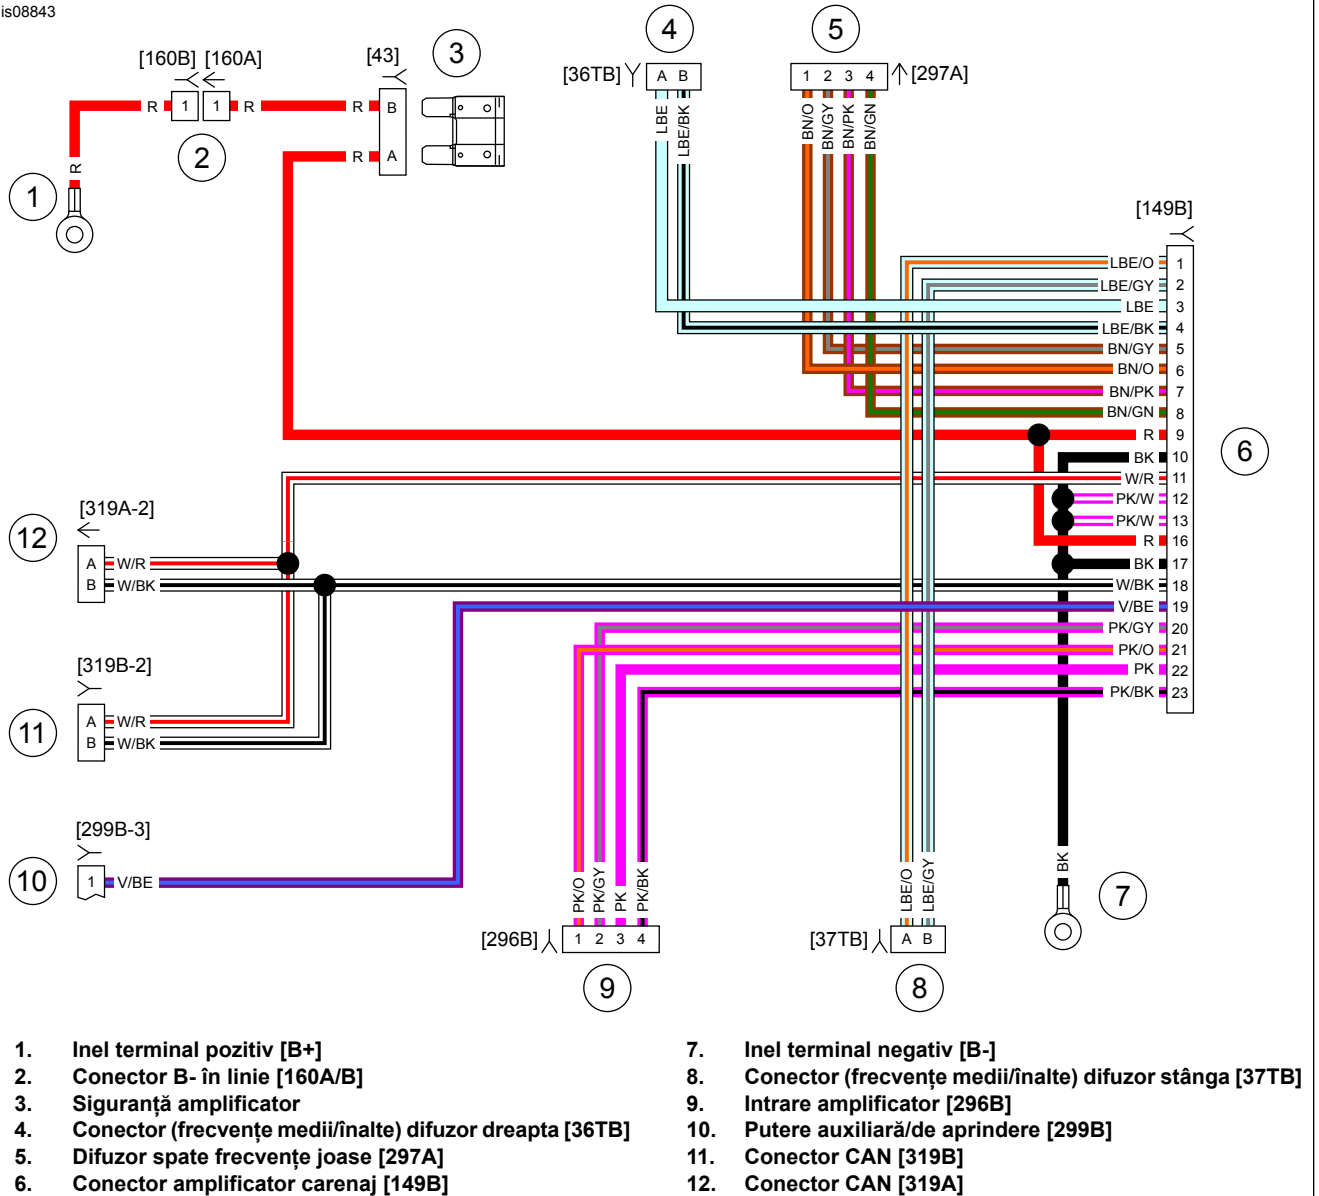 is08843
[160B] [160A] [43] 3 4 5
[36TB] A B 1 2 3 4 [297A]
R R R B
1 1
A
R
2
1
R
LBE LBE/BK BN/O BN/GY BN/PK BN/GN
[149B]
LBE/O 1
LBE/GY 2
LBE 3
LBE/BK 4
BN/GY 5
BN/O 6
BN/PK 7
BN/GN 8
R 9
BK 10
W/R 11
PK/W 12
PK/W 13
R 16
BK 17
W/BK 18
V/BE 19
PK/GY 20
PK/O 21
PK 22
PK/BK 23
6
[319A-2]
12
A W/R
B W/BK
[319B-2]
11
A W/R
B W/BK
[299B-3]
10
1 V/BE
PK/O PK/GY PK PK/BK LBE/O LBE/GY BK
[296B] 1 2 3 4 [37TB] A B
9 8 7
1. Inel terminal pozitiv [B+]
2. Conector B- în linie [160A/B]
3. Siguranță amplificator
4. Conector (frecvențe medii/înalte) difuzor dreapta [36TB]
5. Difuzor spate frecvențe joase [297A]
6. Conector amplificator carenaj [149B]
7. Inel terminal negativ [B-]
8. Conector (frecvențe medii/înalte) difuzor stânga [37TB]
9. Intrare amplificator [296B]
10. Putere auxiliară/de aprindere [299B]
11. Conector CAN [319B]
12. Conector CAN [319A]